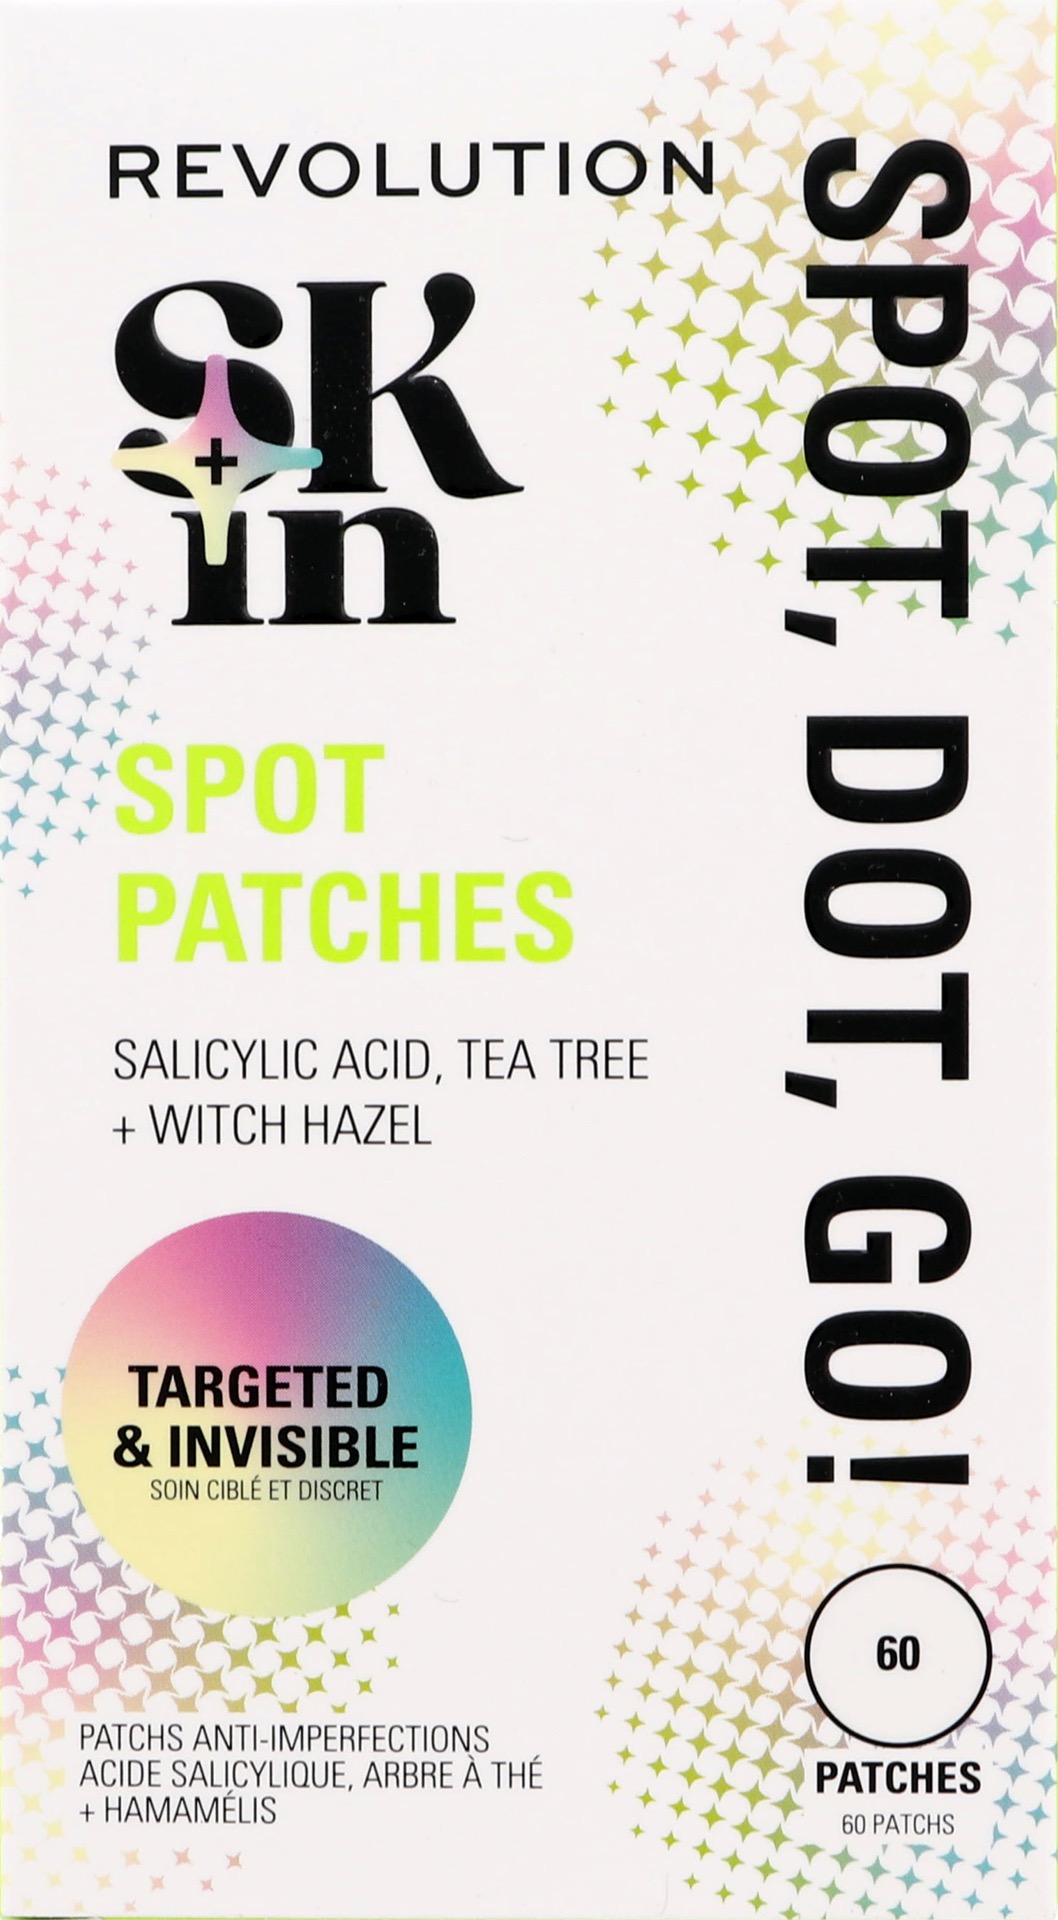 REVOLUTION
SK
+
in
SPOT
PATCHES
SALICYLIC ACID, TEA TREE
+ WITCH HAZEL
TARGETED
& INVISIBLE
SOIN CIBLÉ ET DISCRET
PATCHS ANTI-IMPERFECTIONS
ACIDE SALICYLIQUE, ARBRE À THÉ
+ HAMAMÉLIS
SPOT, DOT, GO!
60
PATCHES
60 PATCHS